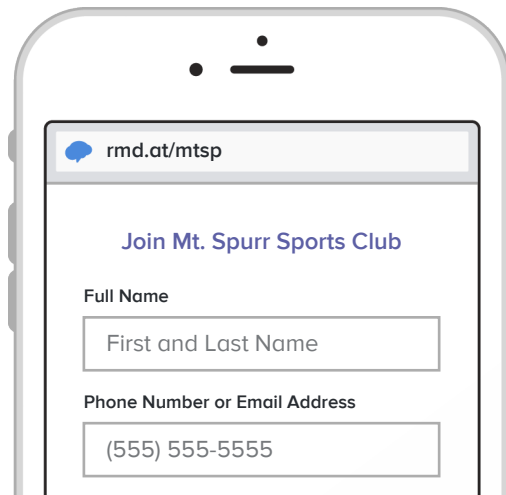 rmd.at/mtsp
Join Mt. Spurr Sports Club
Full Name
First and Last Name
Phone Number or Email Address
(555) 555-5555